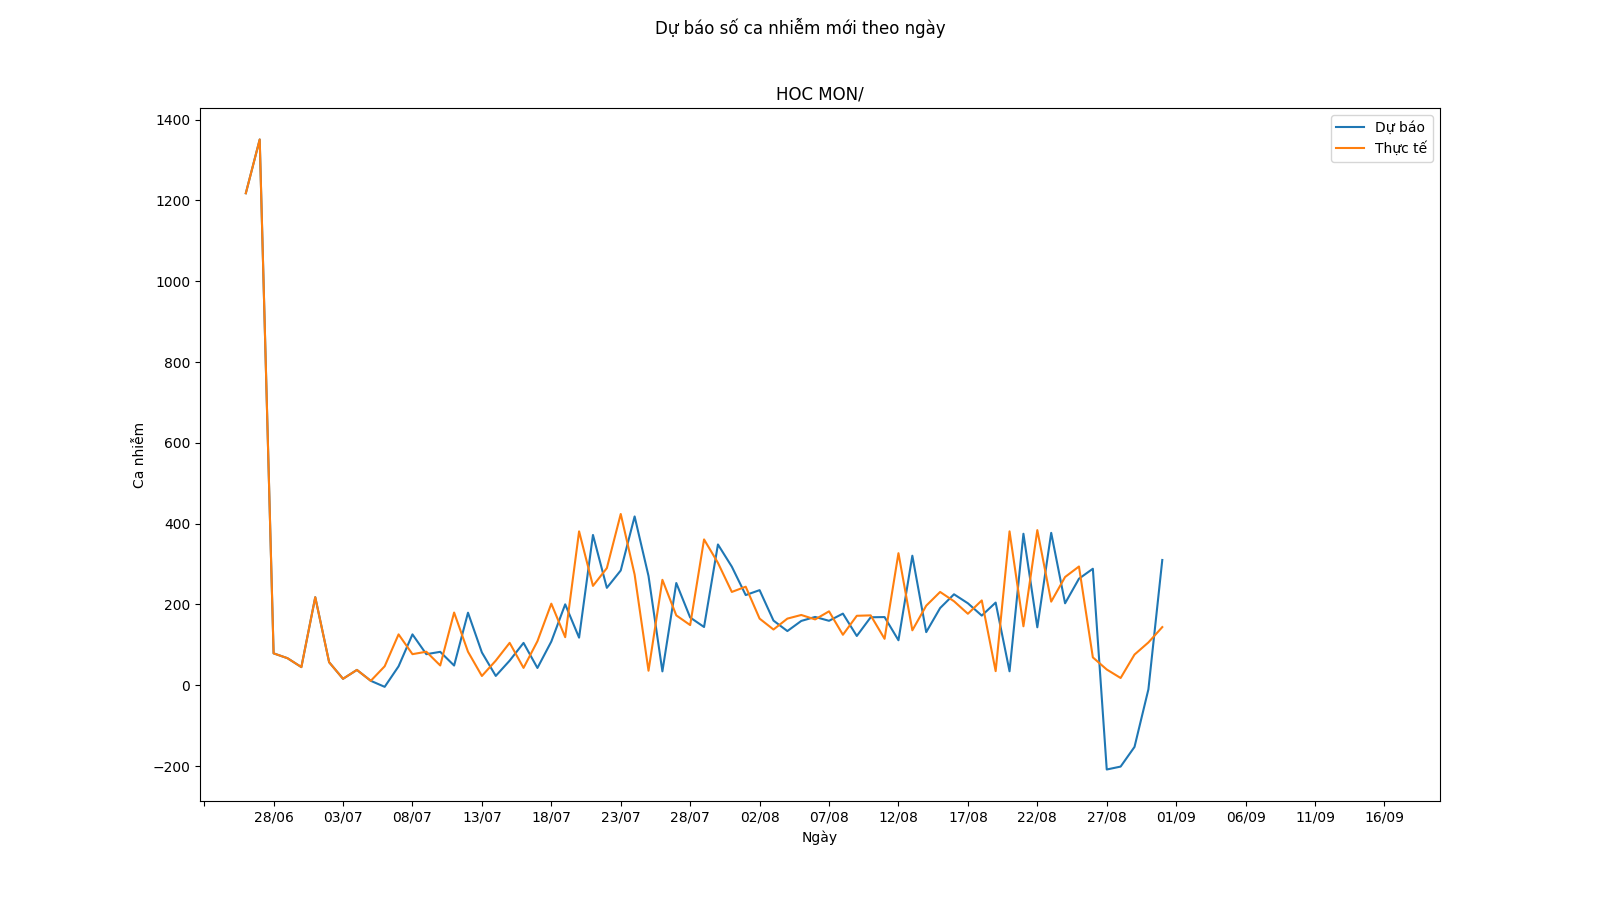 Dự báo số ca nhiễm mới theo ngày
HOC MON/
Dự báo
Thực tế
1400
1200
1000
800
600
400
200
0
−200
Ca nhiễm
28/06 03/07 08/07 13/07 18/07 23/07 28/07 02/08 07/08 12/08 17/08 22/08 27/08 01/09 06/09 11/09 16/09
Ngày